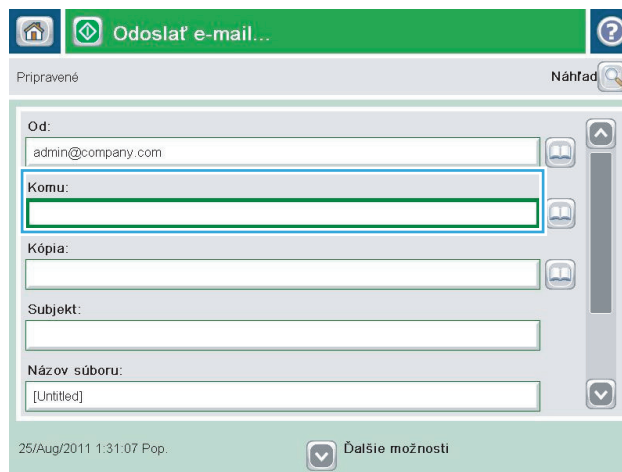 Odoslať e-mail...
Pripravené
Náhľad
Od:
admin@company.com
Komu:
Kópia:
Subjekt:
Názov súboru:
[Untitled]
25/Aug/2011 1:31:07 Pop.
Ďalšie možnosti